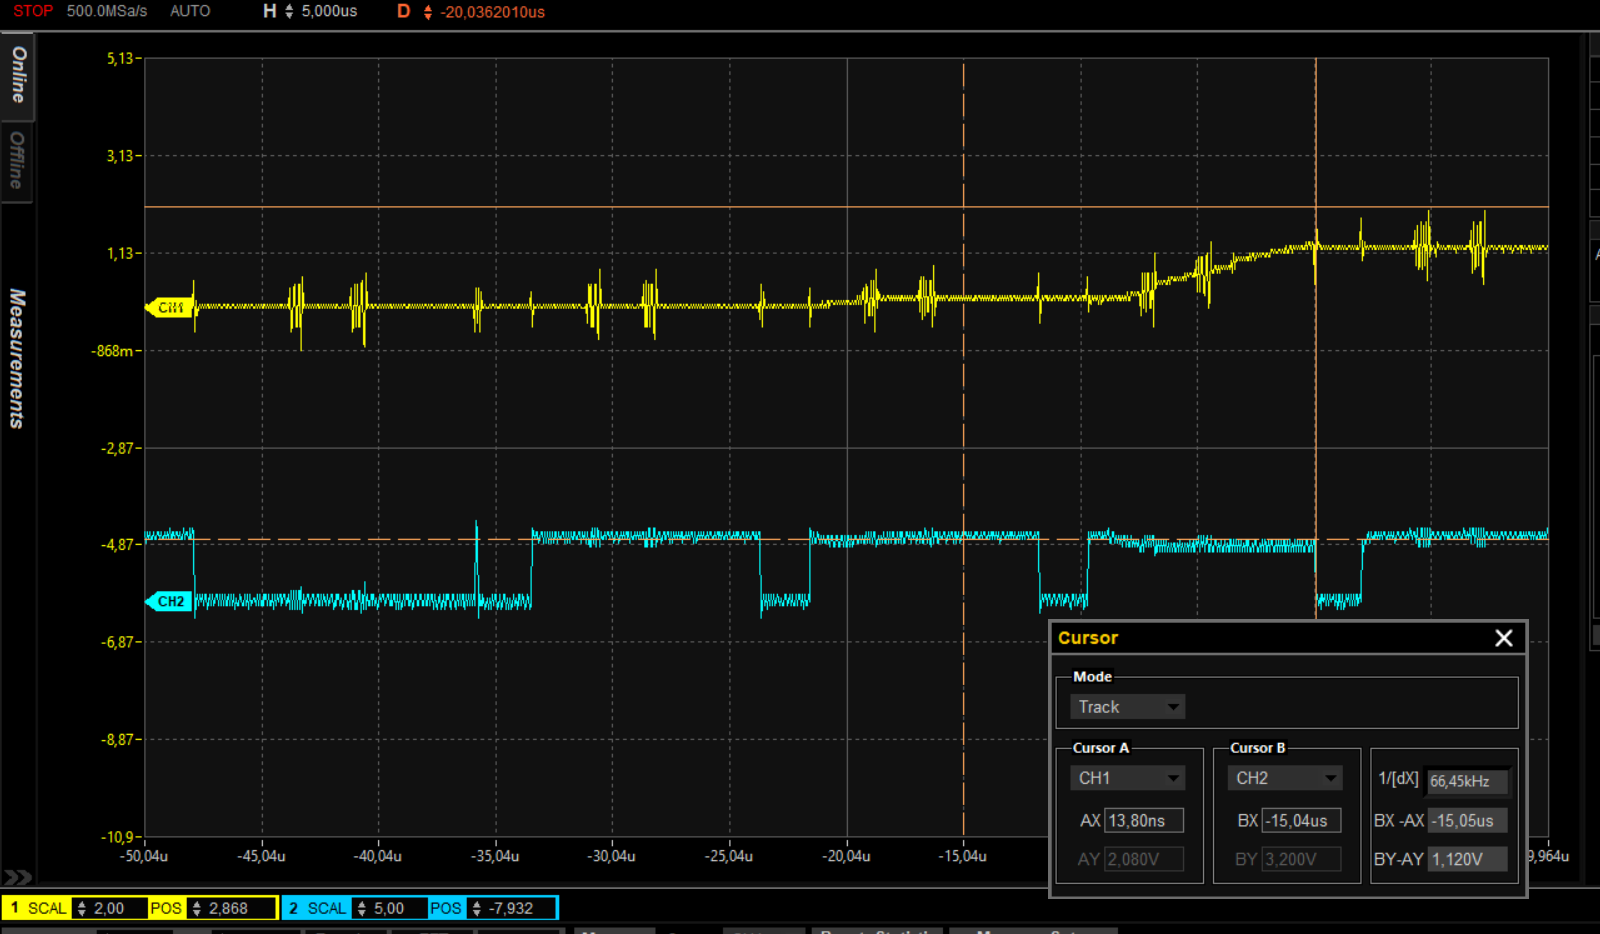 STOP 500.0MSa/s AUTO H 5,000us D -20,0362010us
Online
Offline
Measurements
5,13
3,13
1,13
-868m
-2,87
-4,87
-6,87
-8,87
-10,9
CH1
CH2
-50,04u -45,04u -40,04u -35,04u -30,04u -25,04u -20,04u -15,04u 9,964u
Cursor
Mode
Track
Cursor A Cursor B
CH1 CH2 1/[dX] 66,45kHz
AX 13,80ns BX -15,04us BX -AX -15,05us
AY 2,080V BY 3,200V BY-AY 1,120V
1 SCAL 2,00 POS 2,868 2 SCAL 5,00 POS -7,932